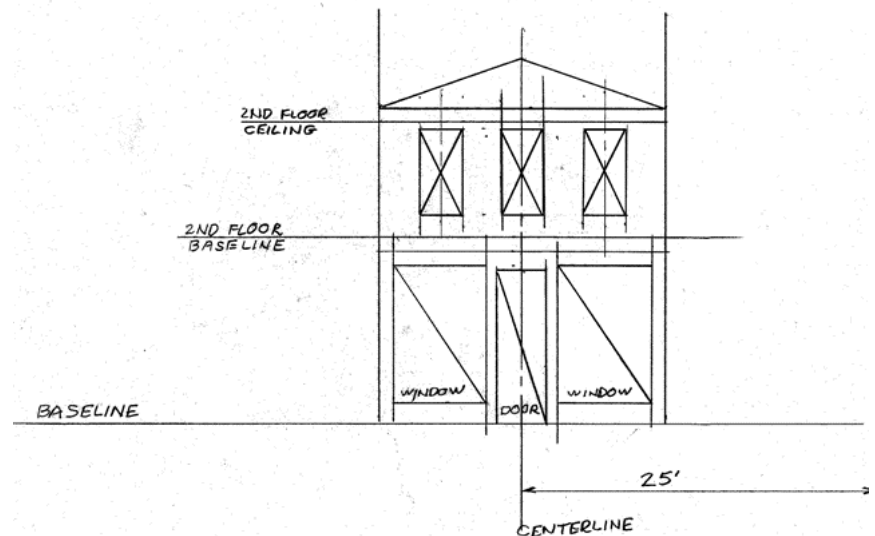 2ND FLOOR
CEILING
2ND FLOOR
BASELINE
WINDOW
DOOR
WINDOW
BASELINE
25'
CENTERLINE